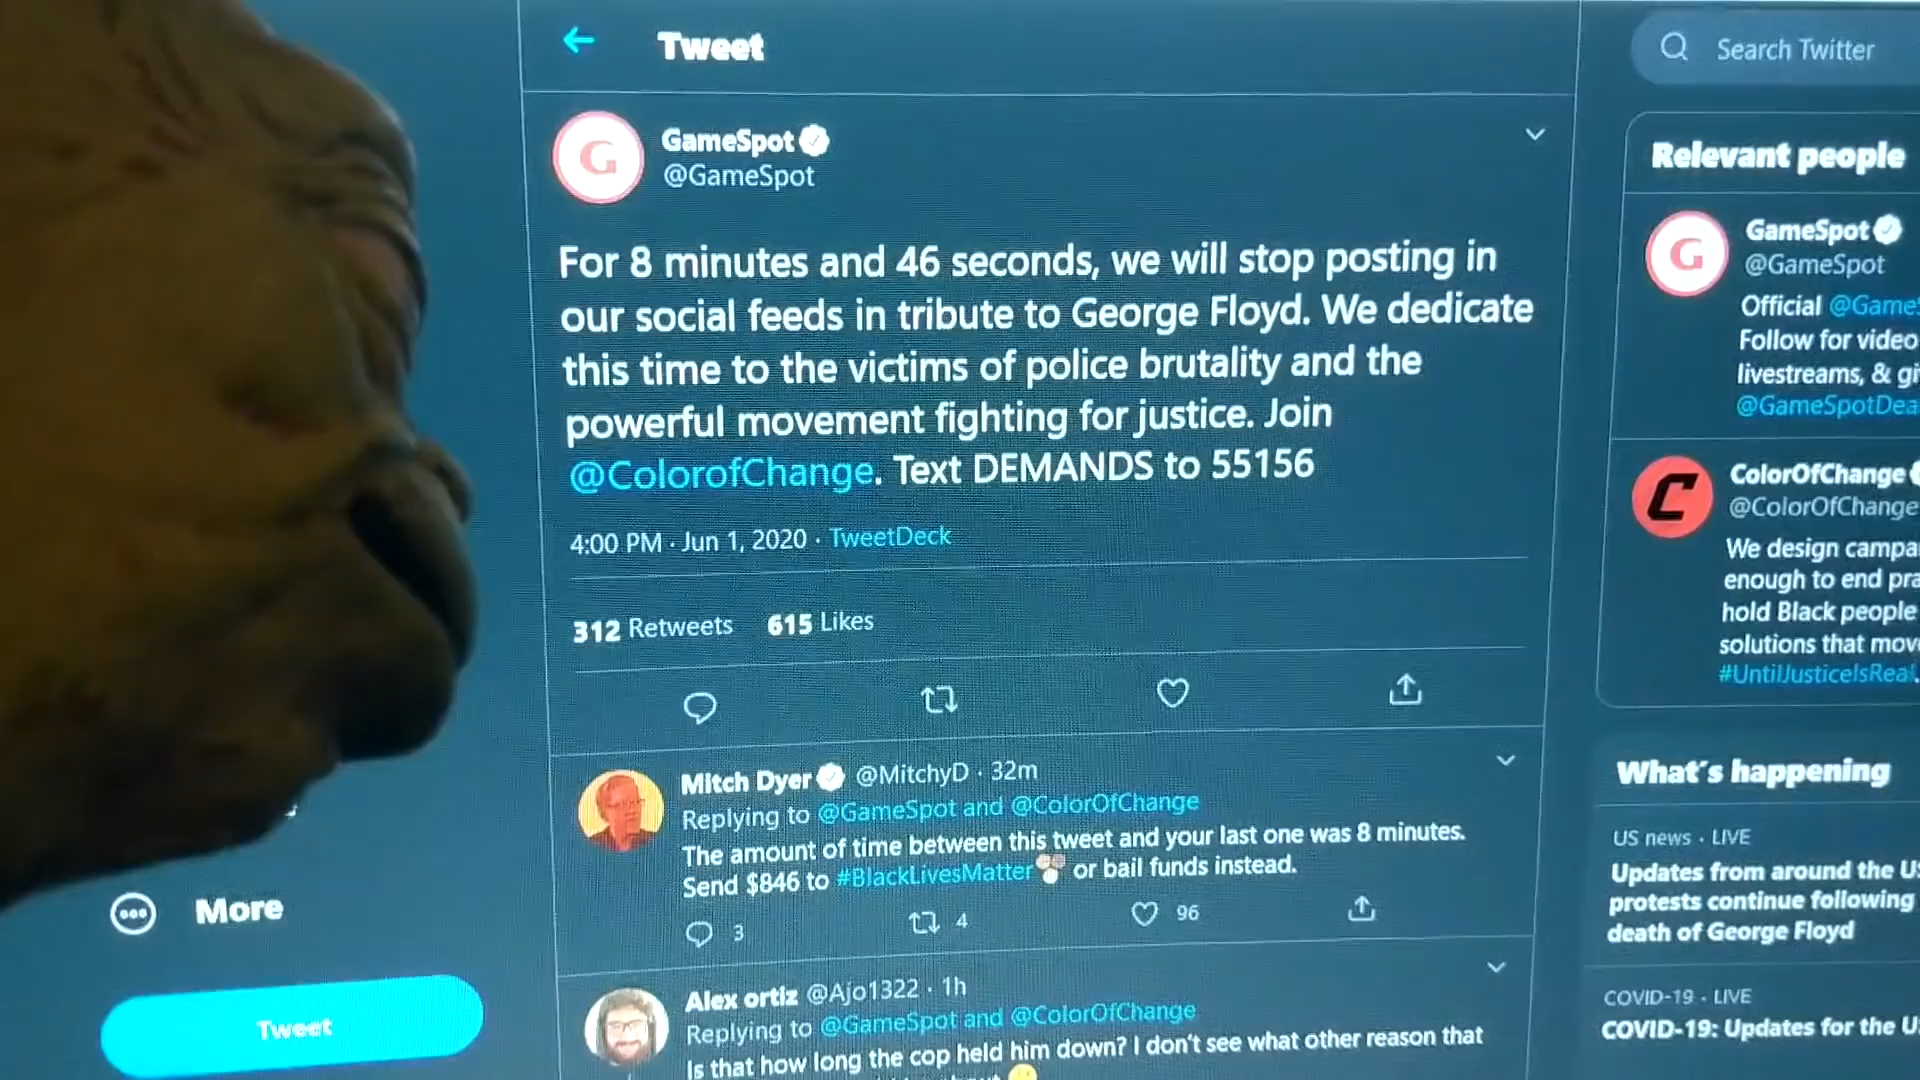 Tweet
Search Twitter
GameSpot
@GameSpot
For 8 minutes and 46 seconds, we will stop posting in
our social feeds in tribute to George Floyd. We dedicate
this time to the victims of police brutality and the
powerful movement fighting for justice. Join
@ColorofChange. Text DEMANDS to 55156
4:00 PM · Jun 1, 2020 · TweetDeck
312 Retweets 615 Likes
Mitch Dyer @MitchyD · 32m
Replying to @GameSpot and @ColorOfChange
The amount of time between this tweet and your last one was 8 minutes.
Send $846 to #BlackLivesMatter or bail funds instead.
3 4 96
Alex ortiz @Ajo1322 · 1h
Replying to @GameSpot and @ColorOfChange
Is that how long the cop held him down? I don't see what other reason that
More
Tweet
Relevant people
GameSpot
@GameSpot
Official @Game
Follow for video
livestreams, & gi
@GameSpotDea
ColorOfChange
@ColorOfChange
We design campa
enough to end pra
hold Black people
solutions that mov
#UntilJusticeIsReal.
What's happening
US news · LIVE
Updates from around the U
protests continue following
death of George Floyd
COVID-19 · LIVE
COVID-19: Updates for the U